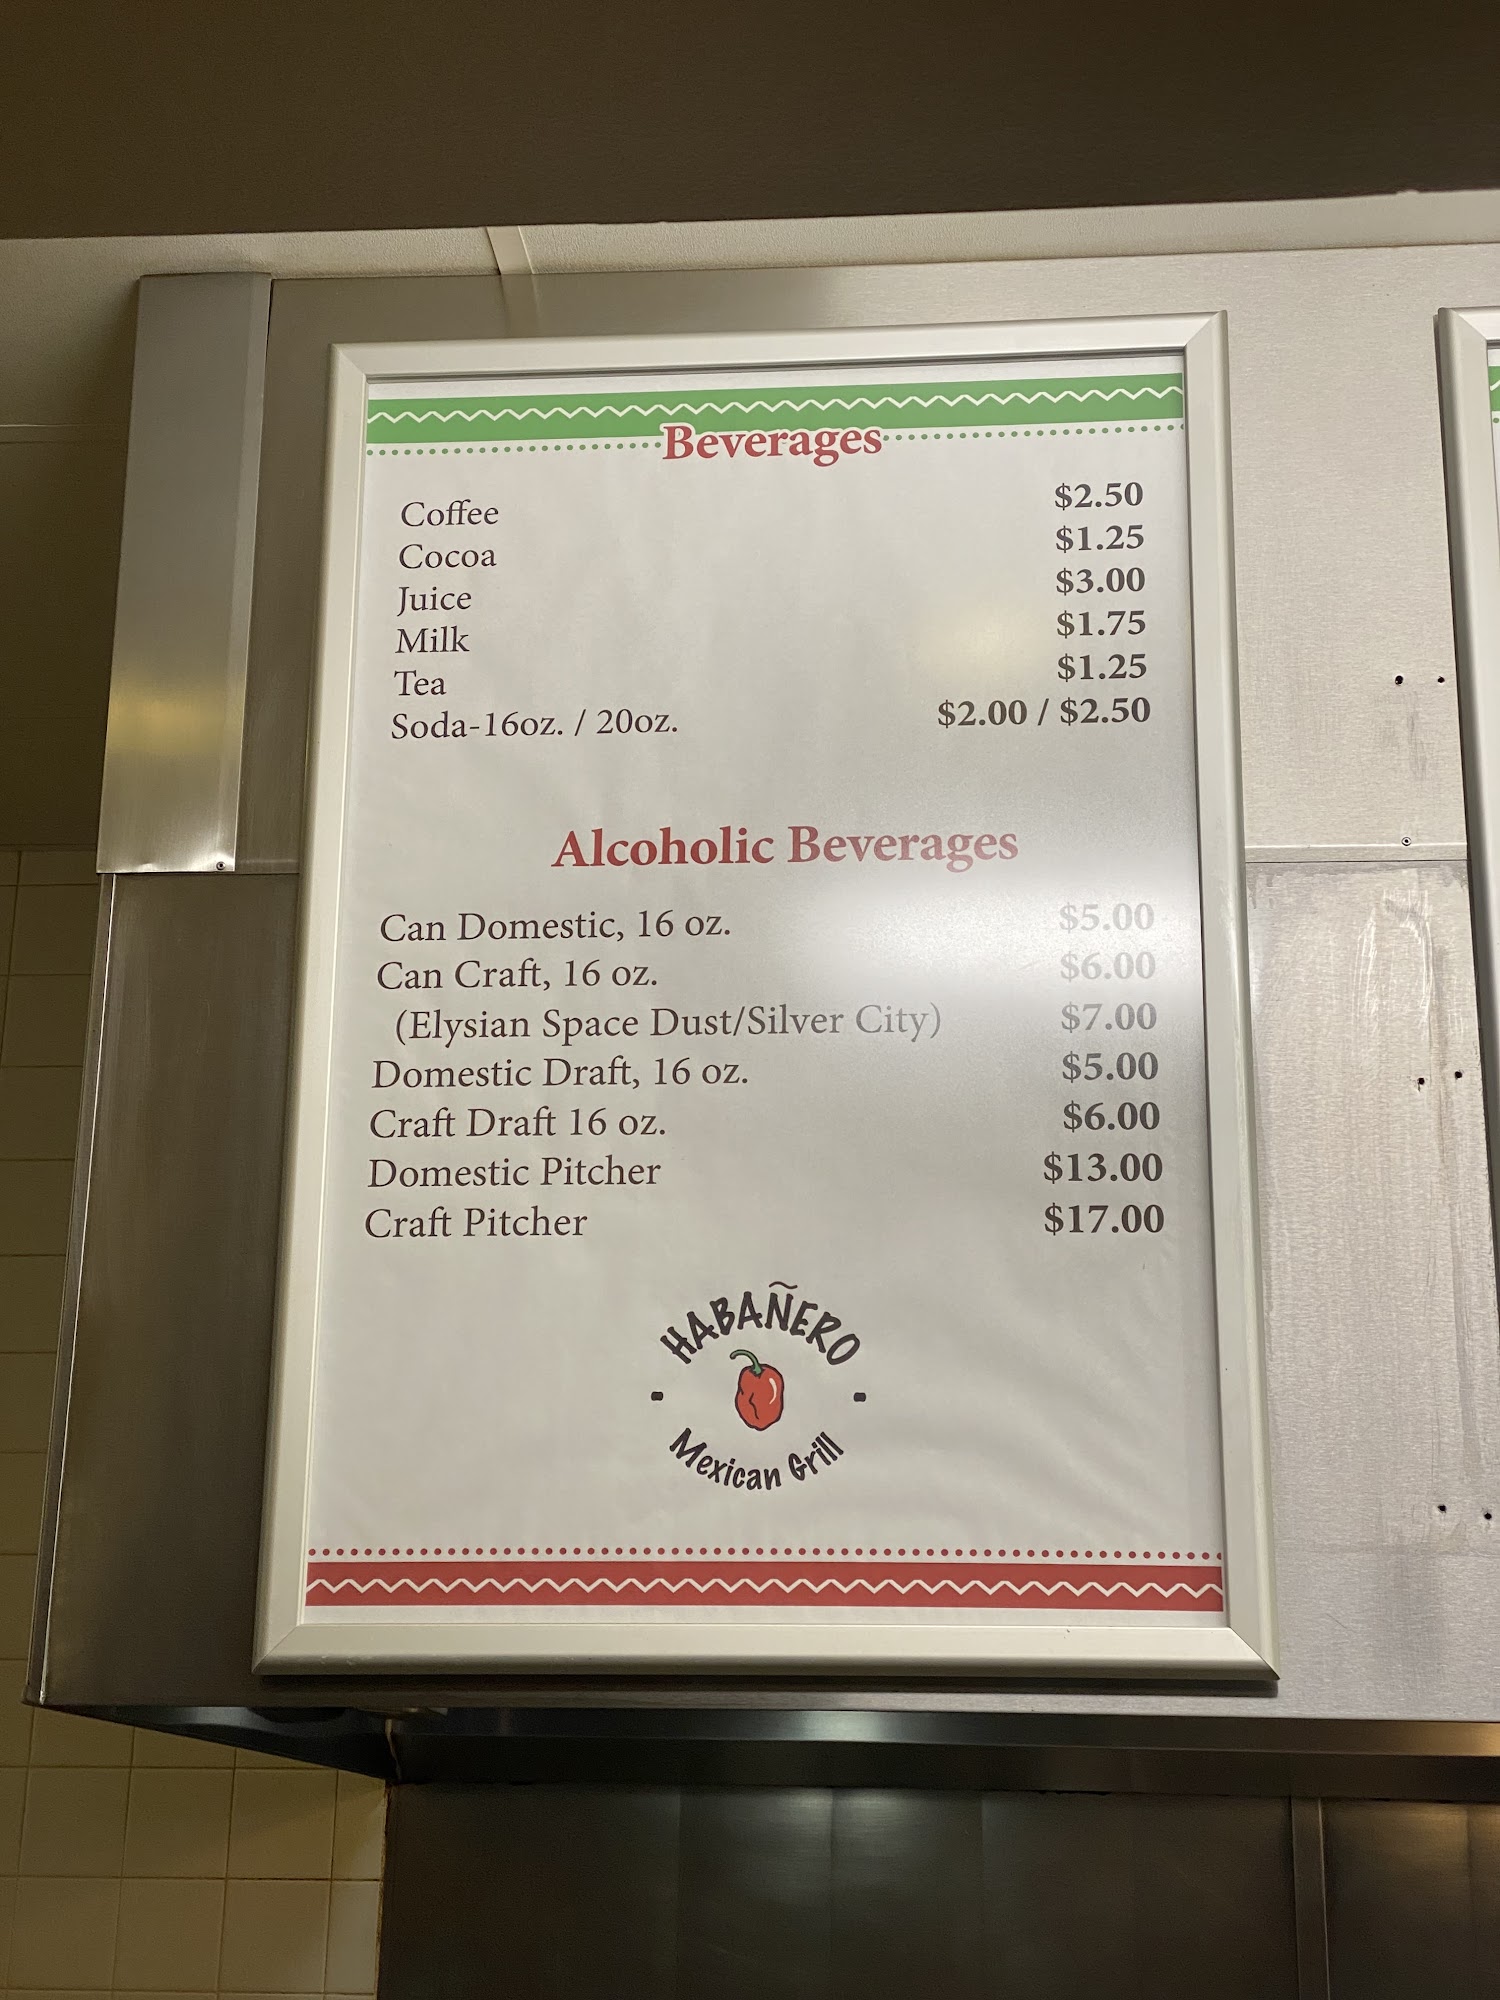 Beverages
Coffee $2.50
Cocoa $1.25
Juice $3.00
Milk $1.75
Tea $1.25
Soda-16oz. / 20oz. $2.00 / $2.50
Alcoholic Beverages
Can Domestic, 16 oz. $5.00
Can Craft, 16 oz. $6.00
(Elysian Space Dust/Silver City) $7.00
Domestic Draft, 16 oz. $5.00
Craft Draft 16 oz. $6.00
Domestic Pitcher $13.00
Craft Pitcher $17.00
HABAÑERO
Mexican Grill